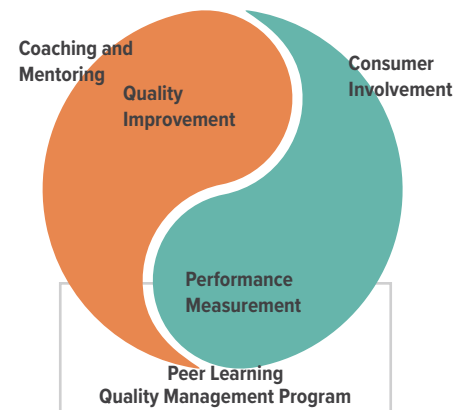 Coaching and
Mentoring
Consumer
Involvement
Quality
Improvement
Performance
Measurement
Peer Learning
Quality Management Program